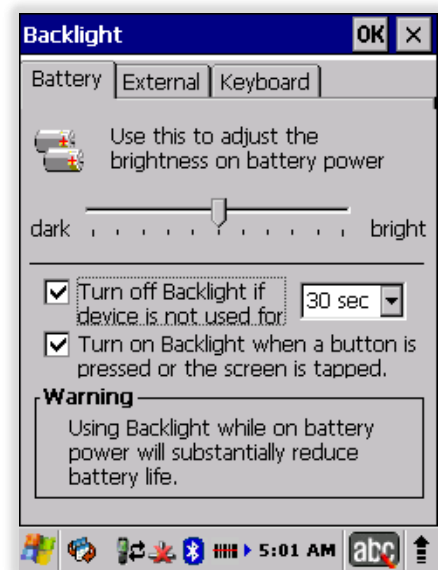 Backlight OK ×
Battery External Keyboard
Use this to adjust the
brightness on battery power
dark bright
Turn off Backlight if
device is not used for
30 sec
Turn on Backlight when a button is
pressed or the screen is tapped.
Warning
Using Backlight while on battery
power will substantially reduce
battery life.
5:01 AM abc